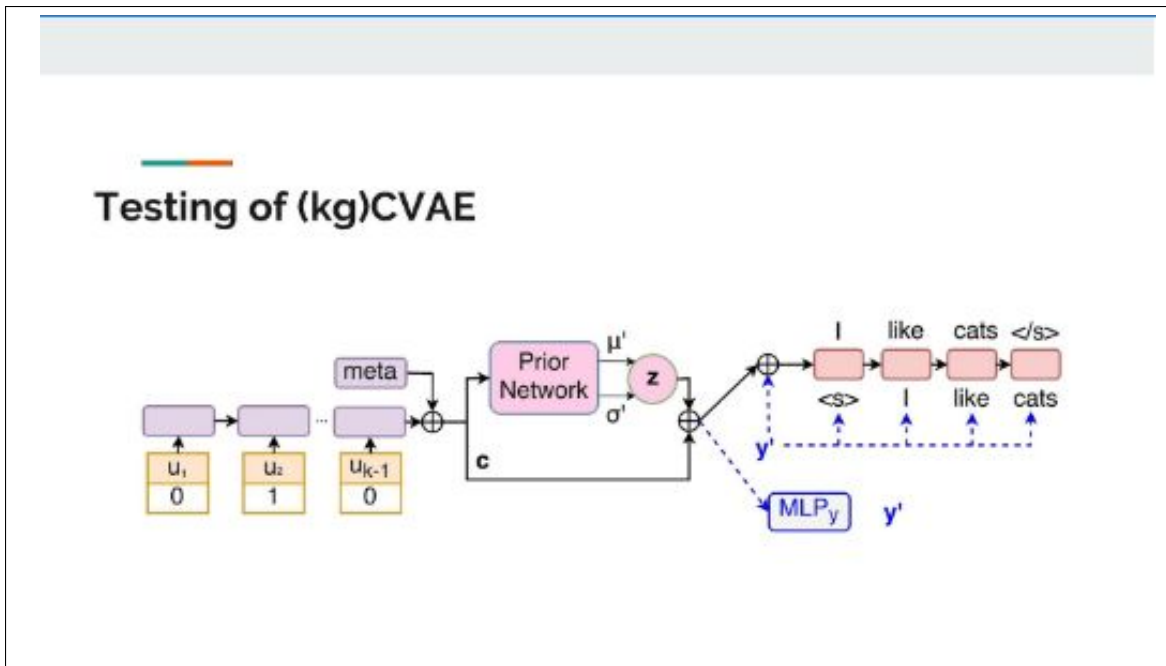 Testing of (kg)CVAE
I like cats </s>
μ'
Prior
Network
z
meta
σ'
<s> I like cats
y'
c
u₁ u₂ ... uₖ₋₁
0 1 0
MLPy y'